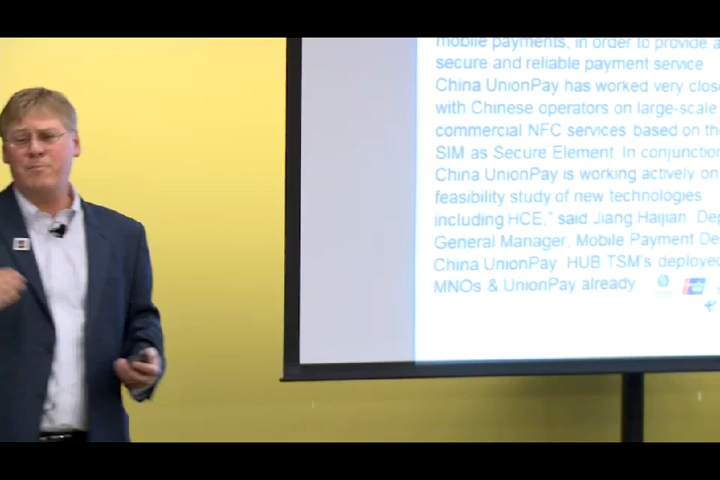 mobile payments, in order to provide a
secure and reliable payment service
China UnionPay has worked very close
with Chinese operators on large-scale
commercial NFC services based on the
SIM as Secure Element. In conjunction
China UnionPay is working actively on
feasibility study of new technologies
including HCE," said Jiang Haijian. De
General Manager, Mobile Payment De
China UnionPay. HUB TSM's deployed
MNOs & UnionPay already